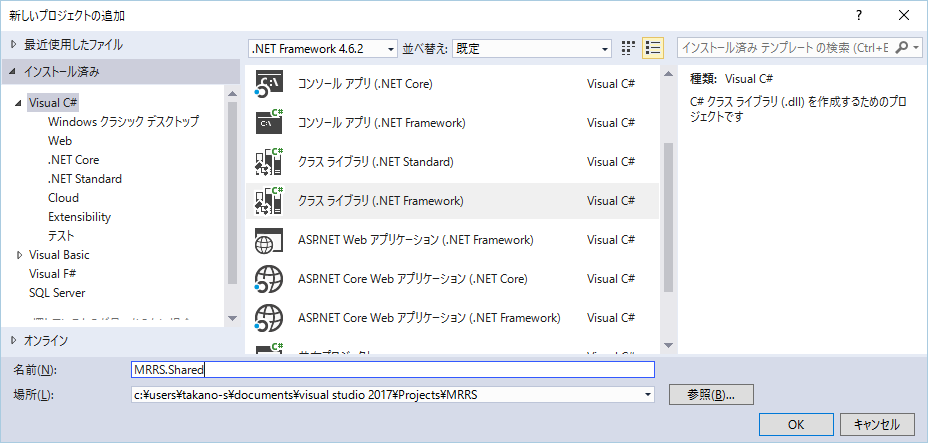 新しいプロジェクトの追加
最近使用したファイル
インストール済み
Visual C#
Windows クラシック デスクトップ
Web
.NET Core
.NET Standard
Cloud
Extensibility
テスト
Visual Basic
Visual F#
SQL Server
オンライン
.NET Framework 4.6.2 並べ替え: 既定
コンソール アプリ (.NET Core) Visual C#
コンソール アプリ (.NET Framework) Visual C#
クラス ライブラリ (.NET Standard) Visual C#
クラス ライブラリ (.NET Framework) Visual C#
ASP.NET Web アプリケーション (.NET Framework) Visual C#
ASP.NET Core Web アプリケーション (.NET Core) Visual C#
ASP.NET Core Web アプリケーション (.NET Framework) Visual C#
インストール済み テンプレート の検索 (Ctrl+E
種類: Visual C#
C# クラス ライブラリ (.dll) を作成するためのプロ
ジェクトです
名前(N): MRRS.Shared
場所(L): c:¥users¥takano-s¥documents¥visual studio 2017¥Projects¥MRRS
参照(B)...
OK キャンセル